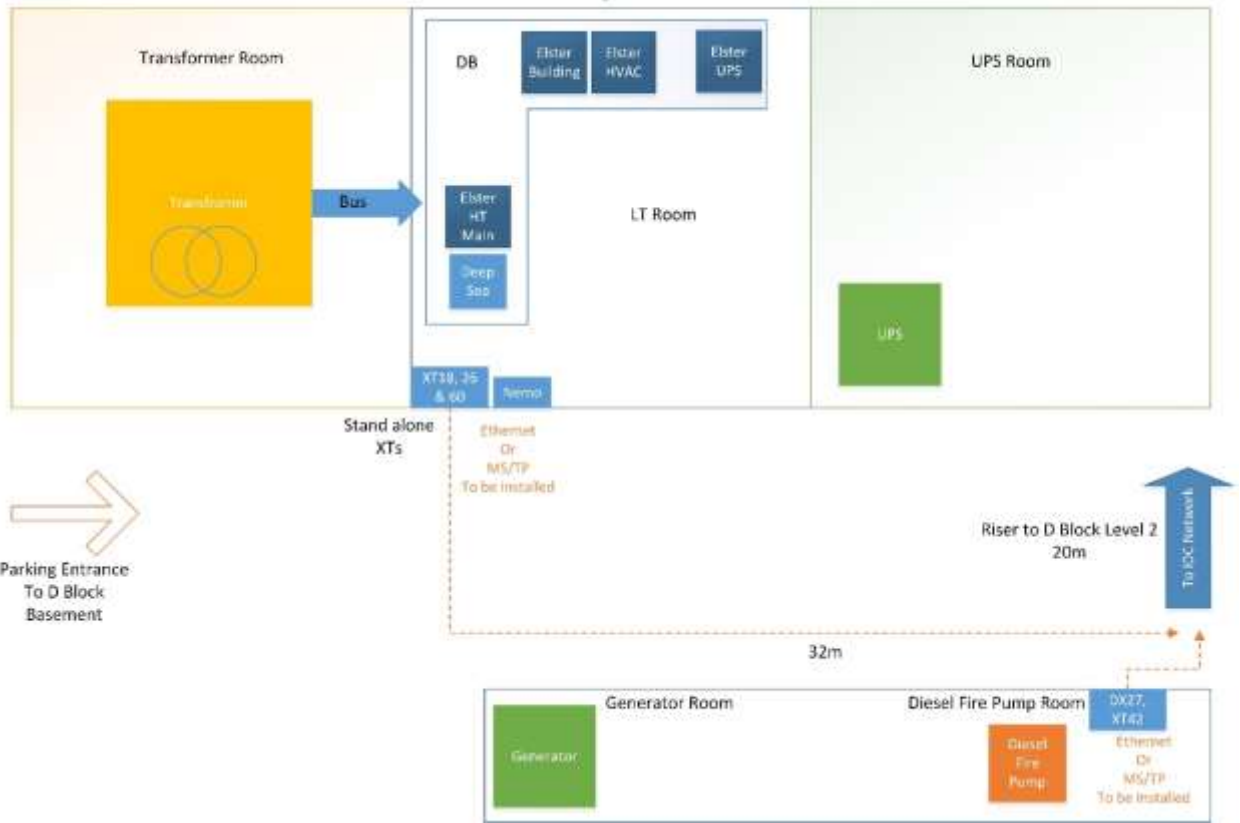 Transformer Room
DB
Elster
Building
Elster
HVAC
Elster
UPS
UPS Room
Transformer
Bus
Elster
HT
Main
LT Room
Deep
Sea
UPS
XT18, 26
& 60
Nemo
Stand alone
XTs
Ethernet
Or
MS/TP
To be installed
Parking Entrance
To D Block
Basement
Riser to D Block Level 2
20m
To IDC Network
32m
Generator Room
Diesel Fire Pump Room
DX27,
XT42
Generator
Diesel
Fire
Pump
Ethernet
Or
MS/TP
To be installed